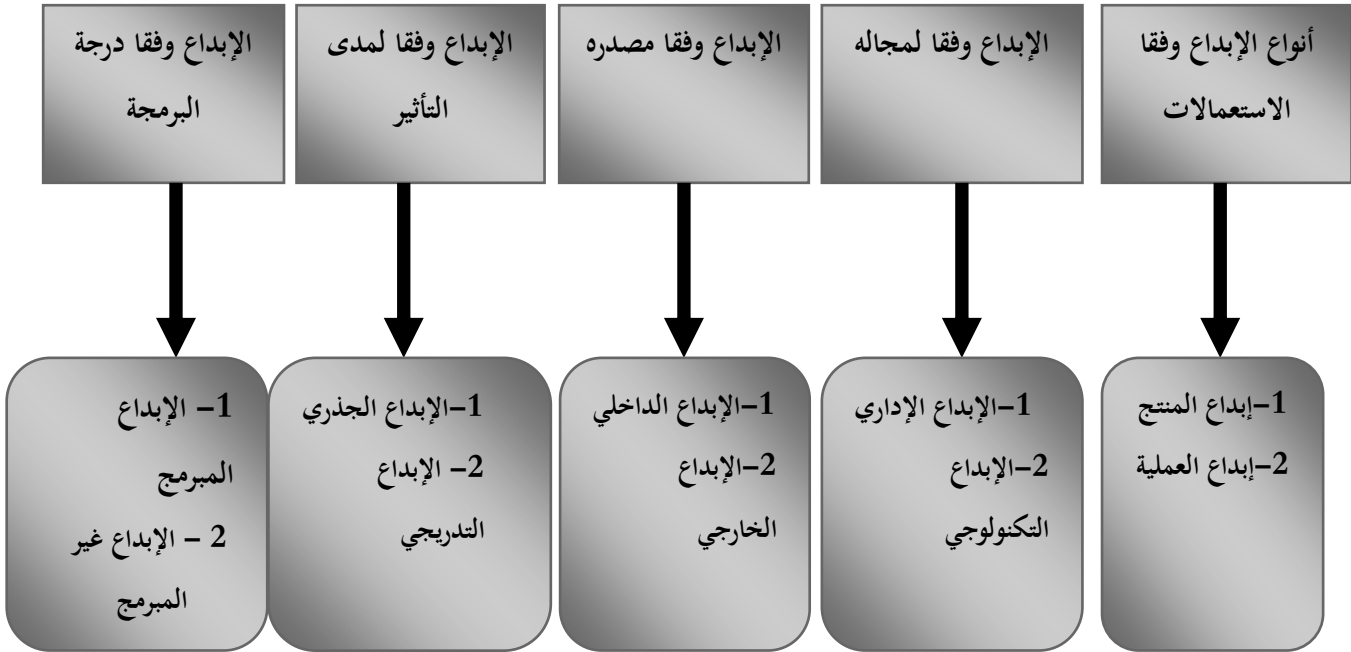 أنواع الإبداع وفقا
الاستعمالات
الإبداع وفقا لمجاله
الإبداع وفقا مصدره
الإبداع وفقا لمدى
التأثير
الإبداع وفقا درجة
البرمجة
1-إبداع المنتج
2-إبداع العملية
1-الإبداع الإداري
2-الإبداع
التكنولوجي
1-الإبداع الداخلي
2-الإبداع
الخارجي
1-الإبداع الجذري
2- الإبداع
التدريجي
1- الإبداع
المبرمج
2 - الإبداع غير
المبرمج